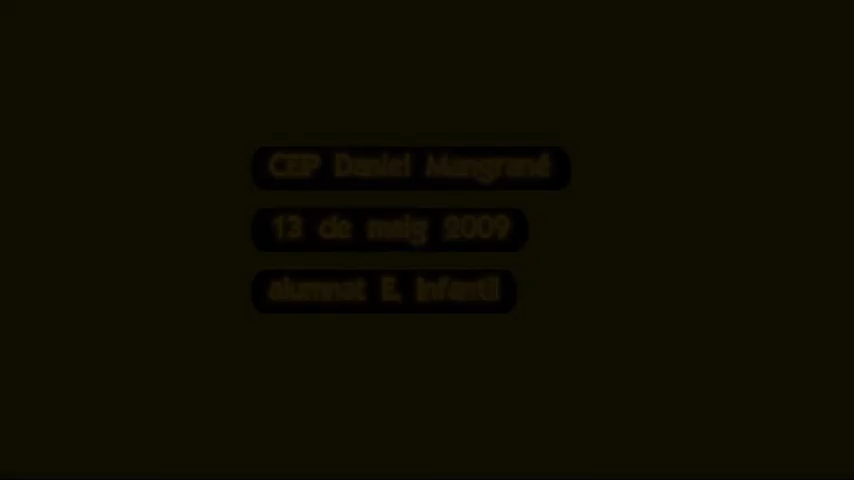 CEIP Daniel Mangrané
13 de maig 2009
alumnat E. Infantil